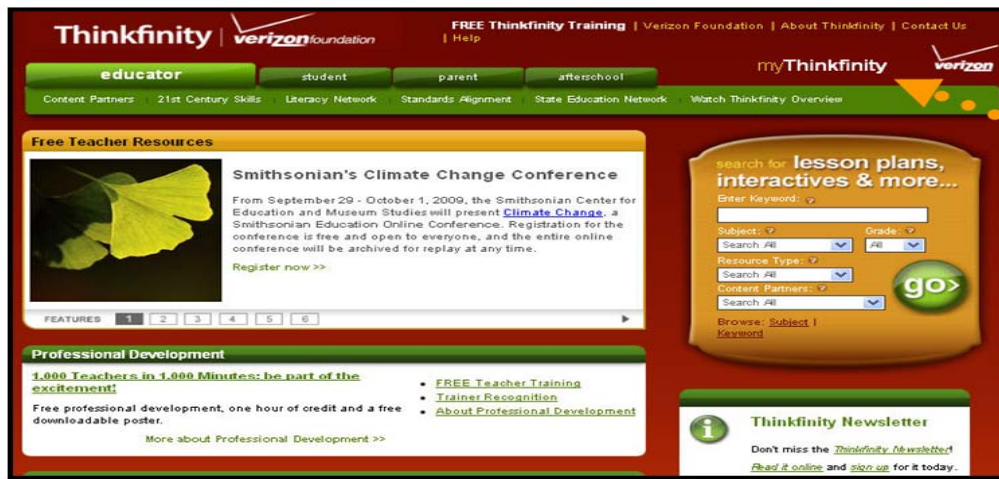 Thinkfinity | verizon foundation
FREE Thinkfinity Training | Verizon Foundation | About Thinkfinity | Contact Us
| Help
myThinkfinity
verizon
educator
student
parent
afterschool
Content Partners
21st Century Skills
Literacy Network
Standards Alignment
State Education Network
Watch Thinkfinity Overview
Free Teacher Resources
Smithsonian's Climate Change Conference
From September 29 - October 1, 2009, the Smithsonian Center for
Education and Museum Studies will present Climate Change, a
Smithsonian Education Online Conference. Registration for the
conference is free and open to everyone, and the entire online
conference will be archived for replay at any time.
Register now >>
FEATURES 1 2 3 4 5 6
Professional Development
1,000 Teachers in 1,000 Minutes: be part of the
excitement!
Free professional development, one hour of credit and a free
downloadable poster.
More about Professional Development >>
FREE Teacher Training
Trainer Recognition
About Professional Development
search for lesson plans,
interactives & more...
Enter Keyword: ?
Subject: ? Grade: ?
Search All All
Resource Type: ?
Search All
Content Partners: ?
Search All
go>
Browse: Subject |
Keyword
Thinkfinity Newsletter
Don't miss the Thinkfinity Newsletter!
Read it online and sign up for it today.